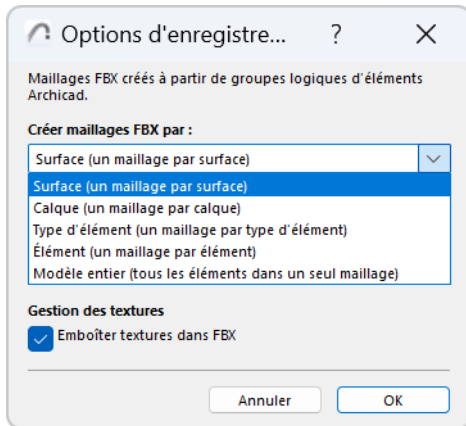 Options d'enregistre... ?
Maillages FBX créés à partir de groupes logiques d'éléments
Archicad.
Créer maillages FBX par :
Surface (un maillage par surface)
Surface (un maillage par surface)
Calque (un maillage par calque)
Type d'élément (un maillage par type d'élément)
Élément (un maillage par élément)
Modèle entier (tous les éléments dans un seul maillage)
Gestion des textures
Emboîter textures dans FBX
Annuler OK